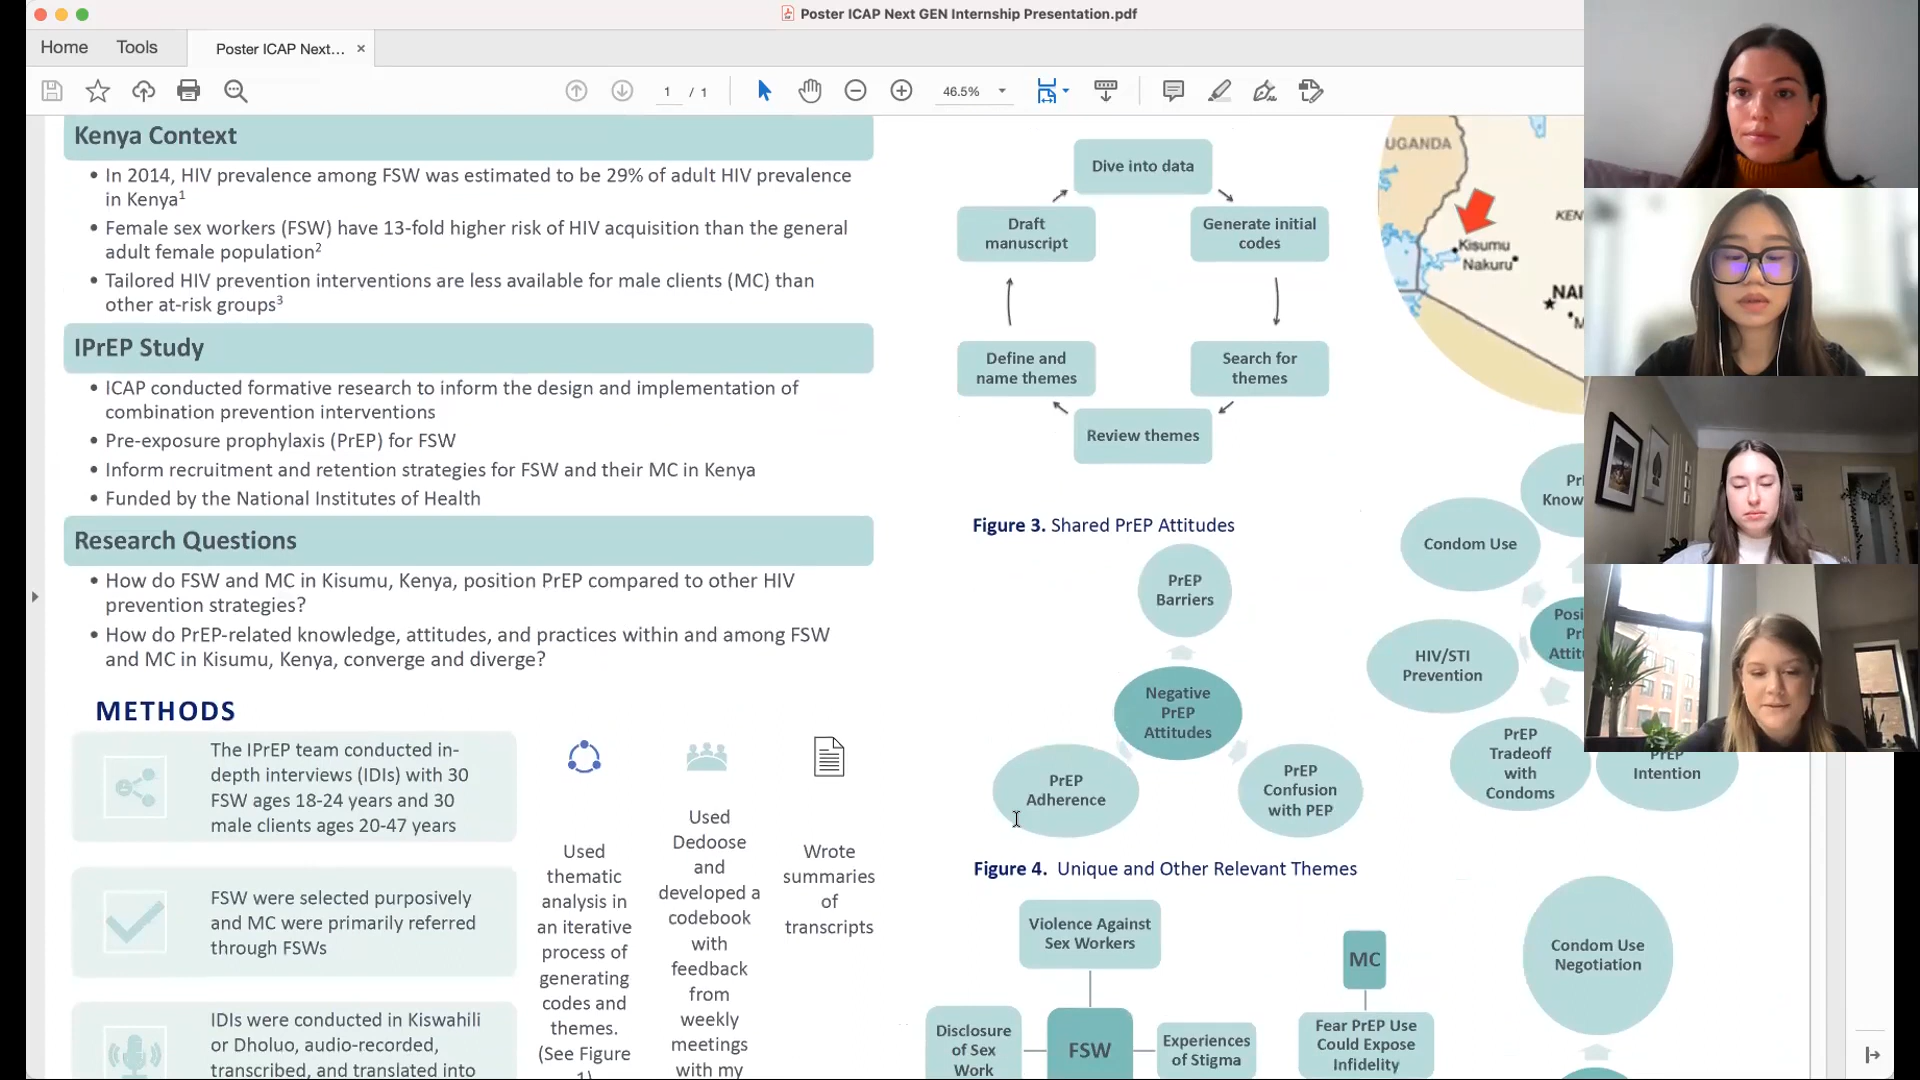 Poster ICAP Next GEN Internship Presentation.pdf
Home
Tools
Poster ICAP Next...
1 / 1
46.5%
Kenya Context
• In 2014, HIV prevalence among FSW was estimated to be 29% of adult HIV prevalence
in Kenya1
• Female sex workers (FSW) have 13-fold higher risk of HIV acquisition than the general
adult female population2
• Tailored HIV prevention interventions are less available for male clients (MC) than
other at-risk groups3
IPrEP Study
• ICAP conducted formative research to inform the design and implementation of
combination prevention interventions
• Pre-exposure prophylaxis (PrEP) for FSW
• Inform recruitment and retention strategies for FSW and their MC in Kenya
• Funded by the National Institutes of Health
Research Questions
• How do FSW and MC in Kisumu, Kenya, position PrEP compared to other HIV
prevention strategies?
• How do PrEP-related knowledge, attitudes, and practices within and among FSW
and MC in Kisumu, Kenya, converge and diverge?
METHODS
The IPrEP team conducted in-
depth interviews (IDIs) with 30
FSW ages 18-24 years and 30
male clients ages 20-47 years
FSW were selected purposively
and MC were primarily referred
through FSWs
IDIs were conducted in Kiswahili
or Dholuo, audio-recorded,
transcribed, and translated into
Used
thematic
analysis in
an iterative
process of
generating
codes and
themes.
(See Figure
1)
Used
Dedoose
and
developed a
codebook
with
feedback
from
weekly
meetings
with my
Wrote
summaries
of
transcripts
Dive into data
Generate initial
codes
Search for
themes
Review themes
Define and
name themes
Draft
manuscript
UGANDA
KEN
Kisumu
Nakuru
NAI
Figure 3. Shared PrEP Attitudes
PrEP
Barriers
Negative
PrEP
Attitudes
PrEP
Adherence
PrEP
Confusion
with PEP
Condom Use
HIV/STI
Prevention
PrEP
Tradeoff
with
Condoms
PrEP
Intention
Figure 4. Unique and Other Relevant Themes
Violence Against
Sex Workers
Disclosure
of Sex
Work
FSW
Experiences
of Stigma
MC
Fear PrEP Use
Could Expose
Infidelity
Condom Use
Negotiation